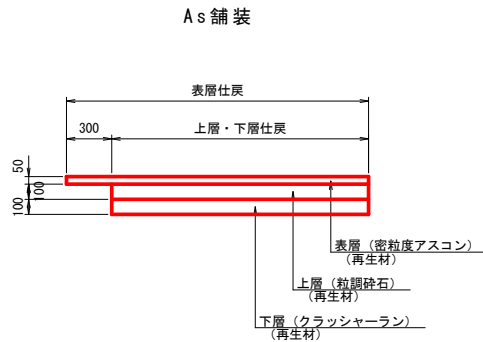 As舗装
表層仕戻
300
上層・下層仕戻
50
100
100
表層（密粒度アスコン）
（再生材）
上層（粒調砕石）
（再生材）
下層（クラッシャーラン）
（再生材）